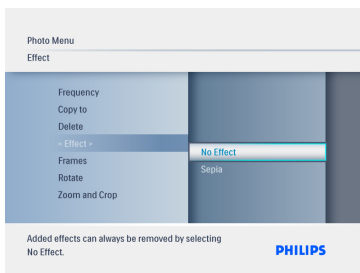 Photo Menu
Effect
Frequency
Copy to
Delete
< Effect >
Frames
Rotate
Zoom and Crop
No Effect
Sepia
Added effects can always be removed by selecting
No Effect.
PHILIPS